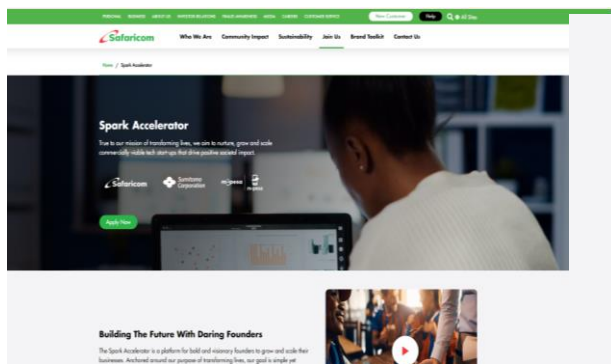 PERSONAL BUSINESS ABOUT US INVESTOR RELATIONS FRAUD AWARENESS MEDIA CAREERS CUSTOMER SERVICE New Customer Help
Safaricom Who We Are Community Impact Sustainability Join Us Brand Toolkit Contact Us
Home / Spark Accelerator
Spark Accelerator
True to our mission of transforming lives, we aim to nurture, grow and scale
commercially viable tech start-ups that drive positive societal impact.
Safaricom Sumitomo Corporation m-pesa
Apply Now
Building The Future With Daring Founders
The Spark Accelerator is a platform for bold and visionary founders to grow and scale their
businesses. Anchored around our purpose of transforming lives, our goal is simple yet